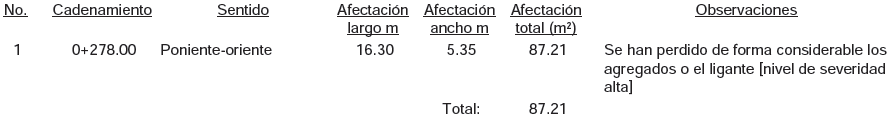 No. Cadenamiento Sentido Afectación Afectación Afectación Observaciones
largo m ancho m total (m²)
1 0+278.00 Poniente-oriente 16.30 5.35 87.21 Se han perdido de forma considerable los
agregados o el ligante [nivel de severidad
alta]
Total: 87.21